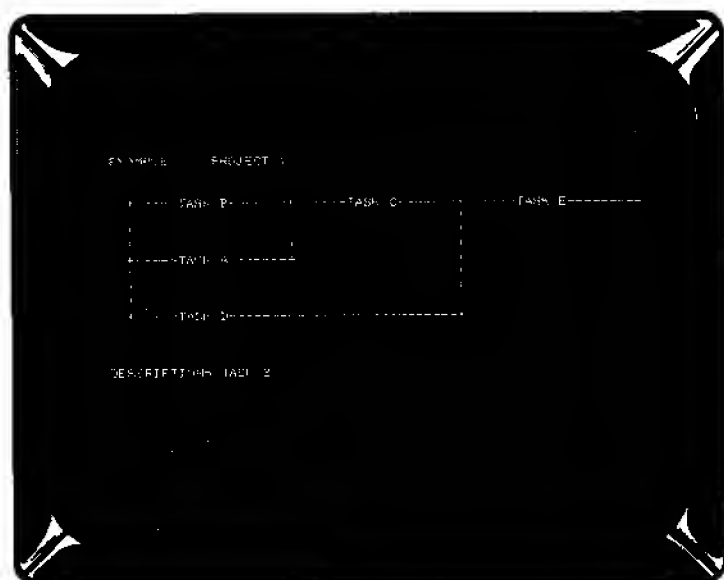 EXAMPLE PROJECT
TASK B TASK C TASK E
TASK A
TASK D
DESCRIPTION TASK